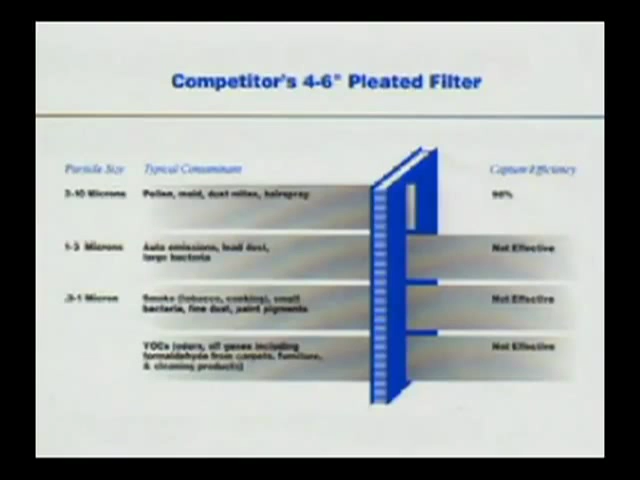 Competitor's 4-6" Pleated Filter
Particle Size Typical Contaminant Capture Efficiency
3-10 Microns Pollen, mold, dust mites, hairspray
1-3 Microns Auto emissions, lead dust, Not Effective
large bacteria
.3-1 Micron Smoke (tobacco, cooking), small Not Effective
bacteria, fine dust, paint pigments
VOCs (odors, off gases including Not Effective
formaldehyde from carpets, furniture,
& cleaning products)